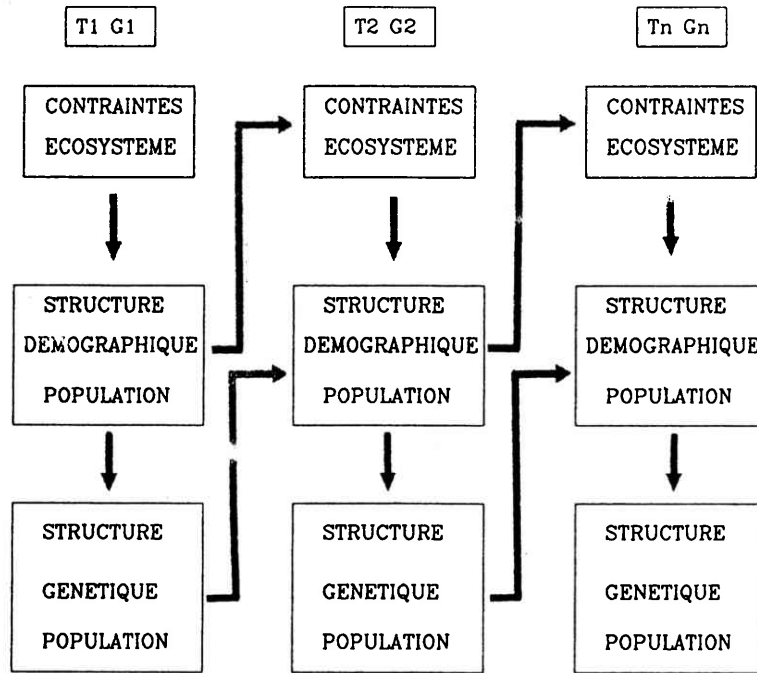 T1 G1
T2 G2
Tn Gn
CONTRAINTES
ECOSYSTEME
CONTRAINTES
ECOSYSTEME
CONTRAINTES
ECOSYSTEME
STRUCTURE
DEMOGRAPHIQUE
POPULATION
STRUCTURE
DEMOGRAPHIQUE
POPULATION
STRUCTURE
DEMOGRAPHIQUE
POPULATION
STRUCTURE
GENETIQUE
POPULATION
STRUCTURE
GENETIQUE
POPULATION
STRUCTURE
GENETIQUE
POPULATION